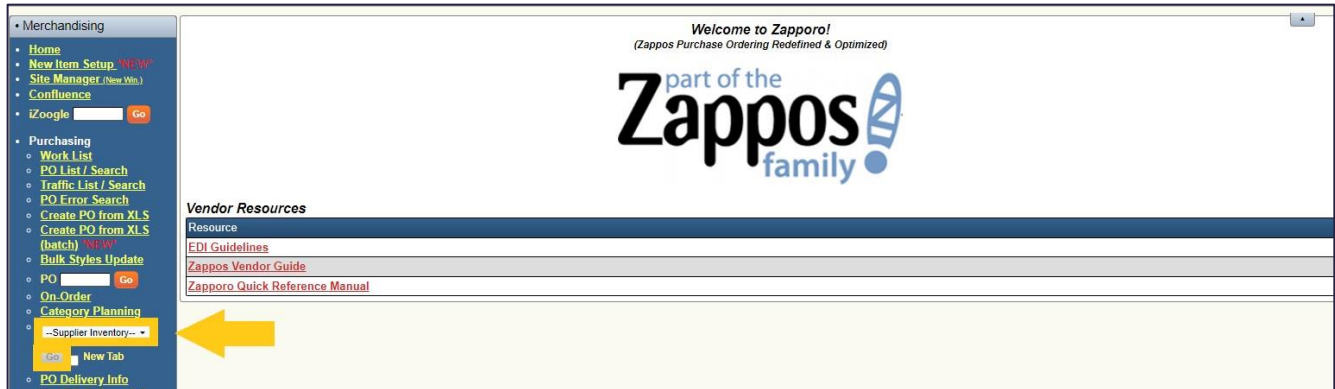 • Merchandising
• Home
• New Item Setup *NEW*
• Site Manager (New Win.)
• Confluence
• iZoogle Go
• Purchasing
Work List
PO List / Search
Traffic List / Search
PO Error Search
Create PO from XLS
Create PO from XLS
(batch) *NEW*
Bulk Styles Update
PO Go
On-Order
Category Planning
--Supplier Inventory--
Go New Tab
PO Delivery Info
Welcome to Zapporo!
(Zappos Purchase Ordering Redefined & Optimized)
part of the
Zappos
family
Vendor Resources
Resource
EDI Guidelines
Zappos Vendor Guide
Zapporo Quick Reference Manual